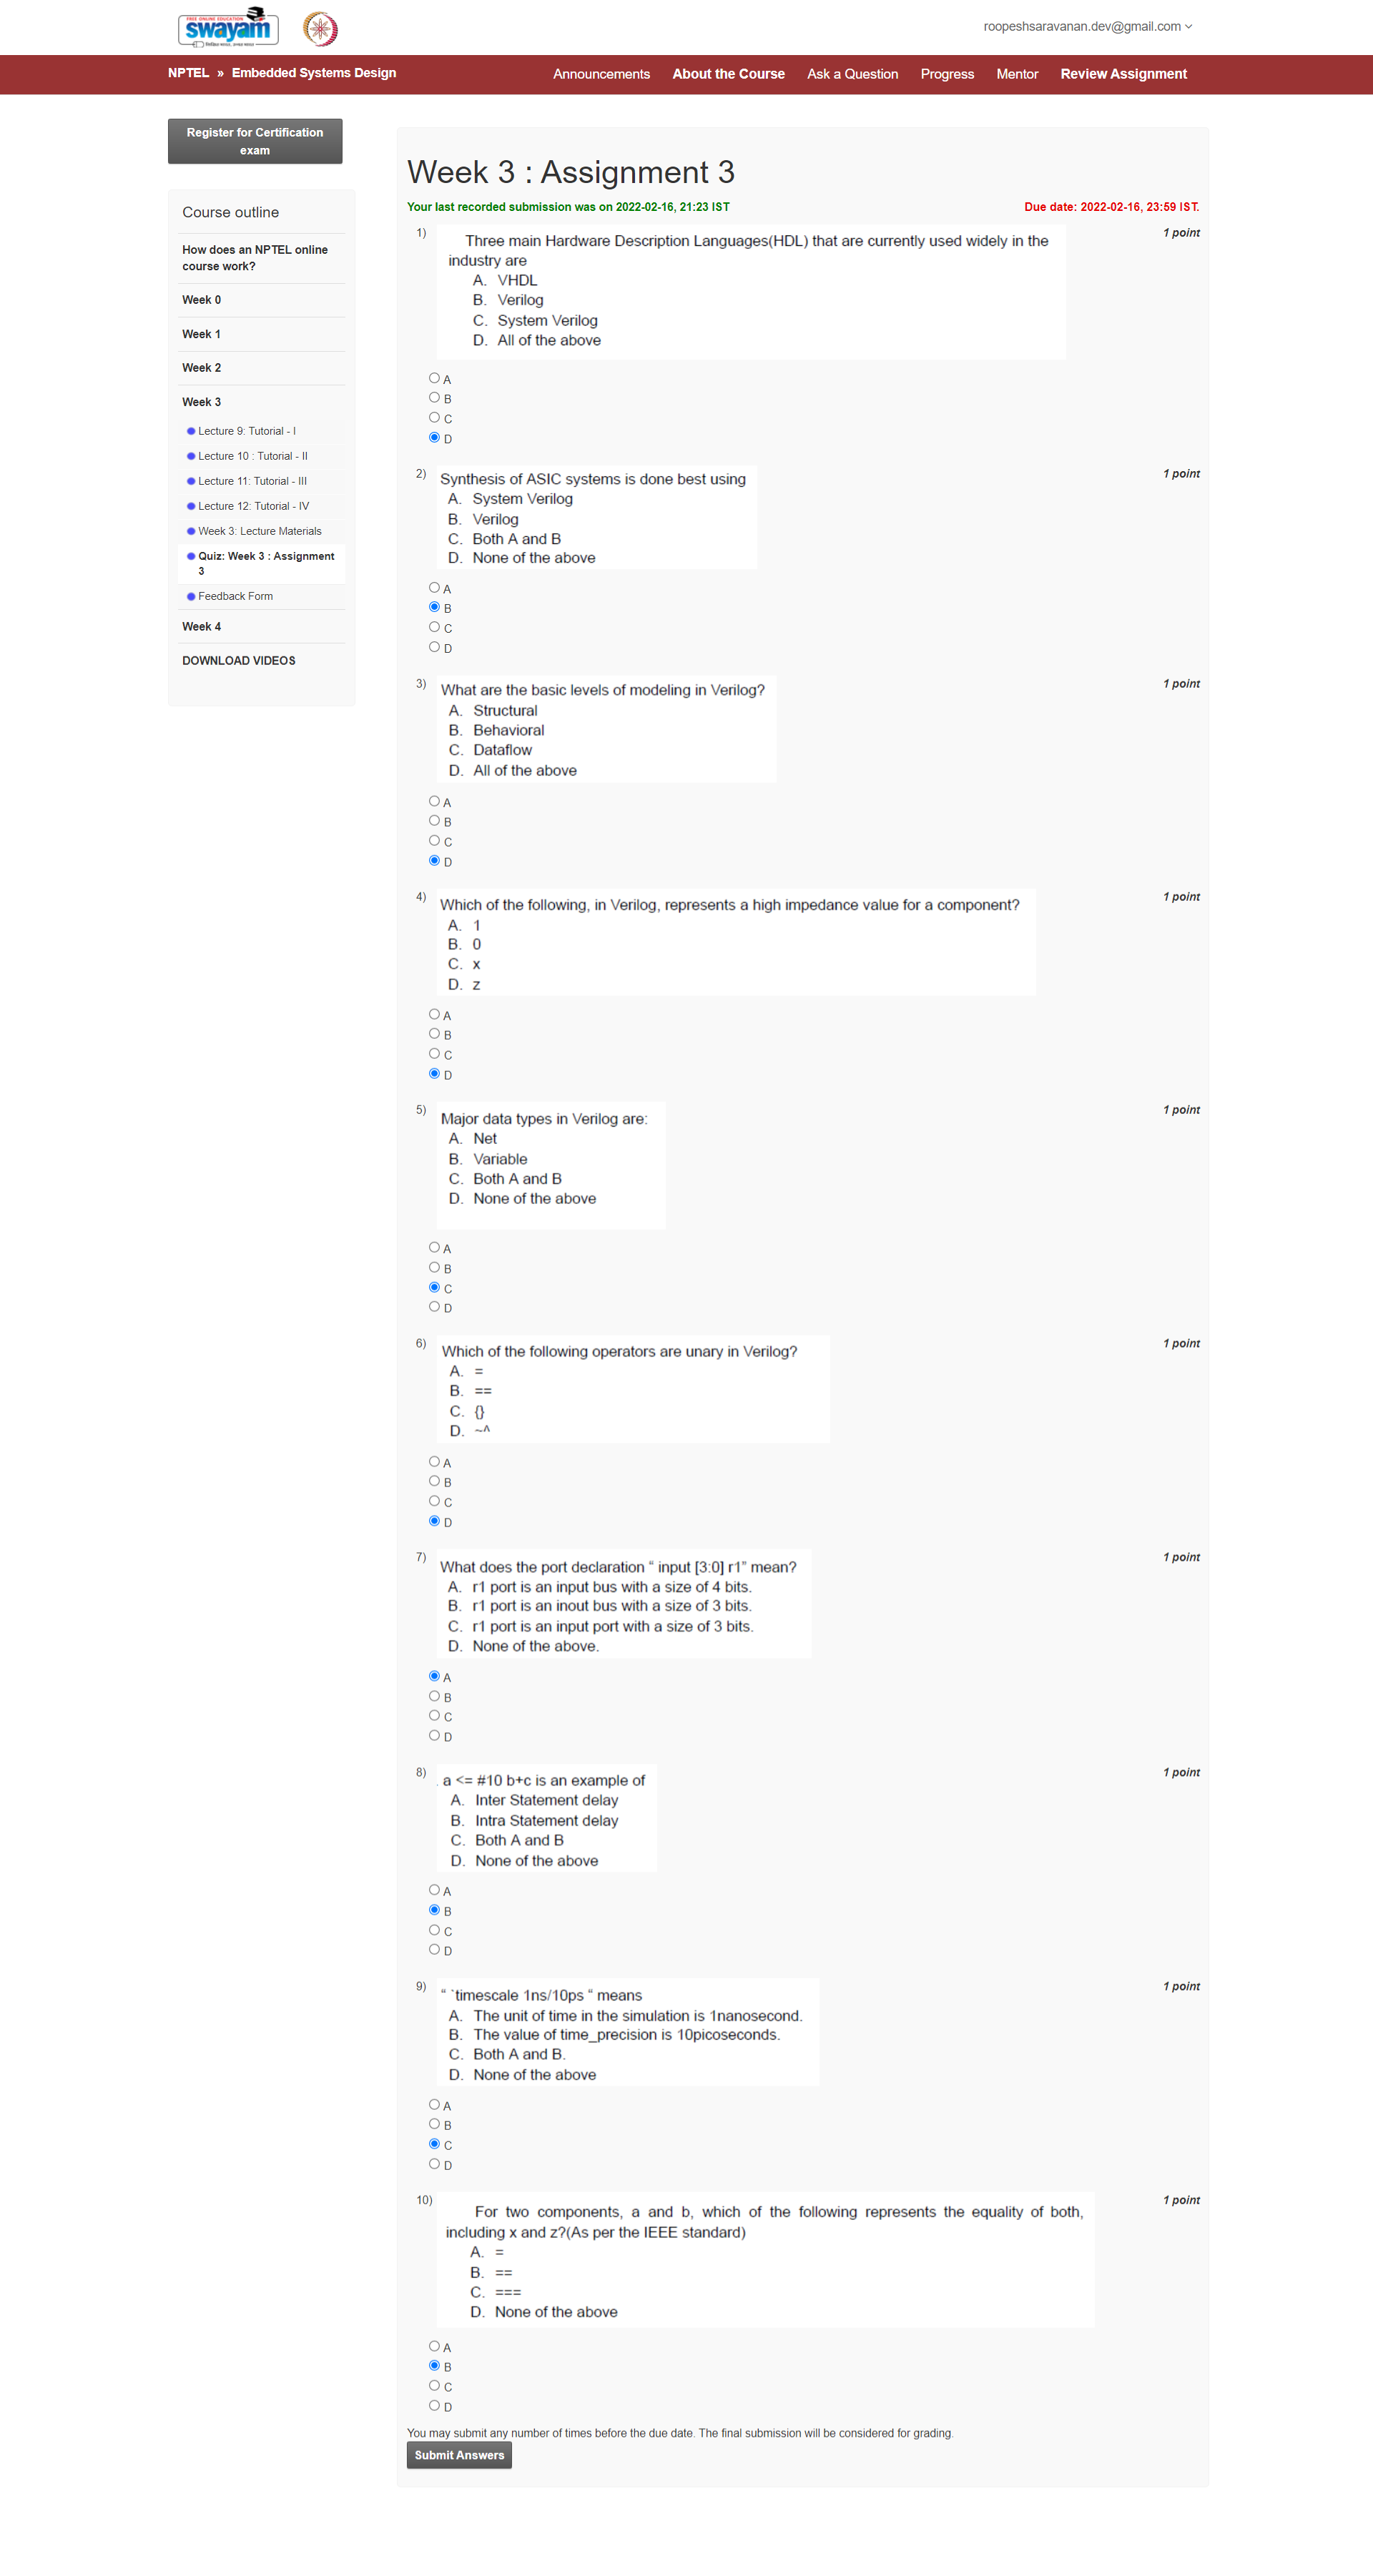 FREE ONLINE EDUCATION
swayam
roopeshsaravanan.dev@gmail.com
NPTEL » Embedded Systems Design
Announcements About the Course Ask a Question Progress Mentor Review Assignment
Register for Certification
exam
Course outline
How does an NPTEL online
course work?
Week 0
Week 1
Week 2
Week 3
Lecture 9: Tutorial - I
Lecture 10 : Tutorial - II
Lecture 11: Tutorial - III
Lecture 12: Tutorial - IV
Week 3: Lecture Materials
Quiz: Week 3 : Assignment
3
Feedback Form
Week 4
DOWNLOAD VIDEOS
Week 3 : Assignment 3
Your last recorded submission was on 2022-02-16, 21:23 IST Due date: 2022-02-16, 23:59 IST.
1) Three main Hardware Description Languages(HDL) that are currently used widely in the 1 point
industry are
A. VHDL
B. Verilog
C. System Verilog
D. All of the above
A
B
C
D
2) Synthesis of ASIC systems is done best using 1 point
A. System Verilog
B. Verilog
C. Both A and B
D. None of the above
A
B
C
D
3) What are the basic levels of modeling in Verilog? 1 point
A. Structural
B. Behavioral
C. Dataflow
D. All of the above
A
B
C
D
4) Which of the following, in Verilog, represents a high impedance value for a component? 1 point
A. 1
B. 0
C. x
D. z
A
B
C
D
5) Major data types in Verilog are: 1 point
A. Net
B. Variable
C. Both A and B
D. None of the above
A
B
C
D
6) Which of the following operators are unary in Verilog? 1 point
A. =
B. ==
C. {}
D. ~^
A
B
C
D
7) What does the port declaration “ input [3:0] r1” mean? 1 point
A. r1 port is an input bus with a size of 4 bits.
B. r1 port is an inout bus with a size of 3 bits.
C. r1 port is an input port with a size of 3 bits.
D. None of the above.
A
B
C
D
8) . a <= #10 b+c is an example of 1 point
A. Inter Statement delay
B. Intra Statement delay
C. Both A and B
D. None of the above
A
B
C
D
9) “ `timescale 1ns/10ps “ means 1 point
A. The unit of time in the simulation is 1nanosecond.
B. The value of time_precision is 10picoseconds.
C. Both A and B.
D. None of the above
A
B
C
D
10) For two components, a and b, which of the following represents the equality of both, 1 point
including x and z?(As per the IEEE standard)
A. =
B. ==
C. ===
D. None of the above
A
B
C
D
You may submit any number of times before the due date. The final submission will be considered for grading.
Submit Answers